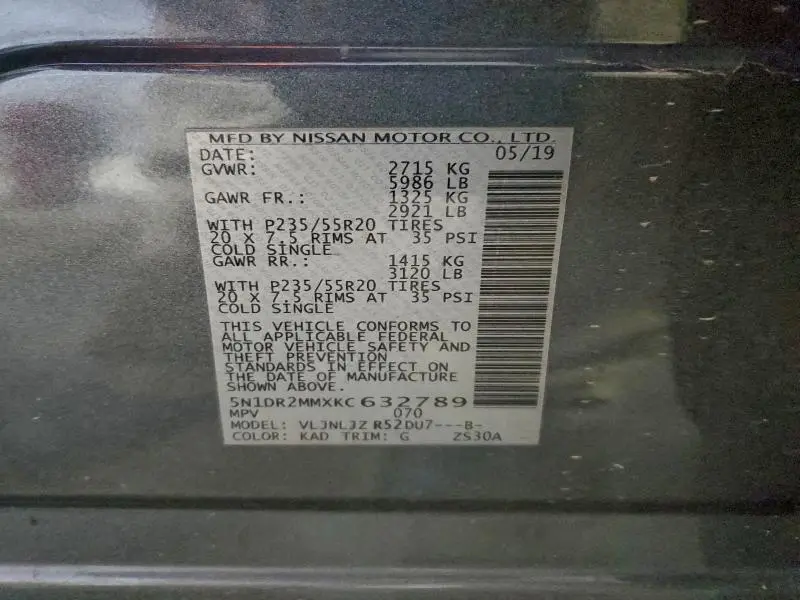 MFD BY NISSAN MOTOR CO., LTD.
DATE: 05/19
GVWR: 2715 KG
5986 LB
GAWR FR.: 1325 KG
2921 LB
WITH P235/55R20 TIRES
20 X 7.5 RIMS AT 35 PSI
COLD SINGLE
GAWR RR.: 1415 KG
3120 LB
WITH P235/55R20 TIRES
20 X 7.5 RIMS AT 35 PSI
COLD SINGLE
THIS VEHICLE CONFORMS TO
ALL APPLICABLE FEDERAL
MOTOR VEHICLE SAFETY AND
THEFT PREVENTION
STANDARDS IN EFFECT ON
THE DATE OF MANUFACTURE
SHOWN ABOVE.
5N1DR2MMXKC632789
MPV 070
MODEL: VLJNLJZ R52DU7---B-
COLOR: KAD TRIM: G ZS30A